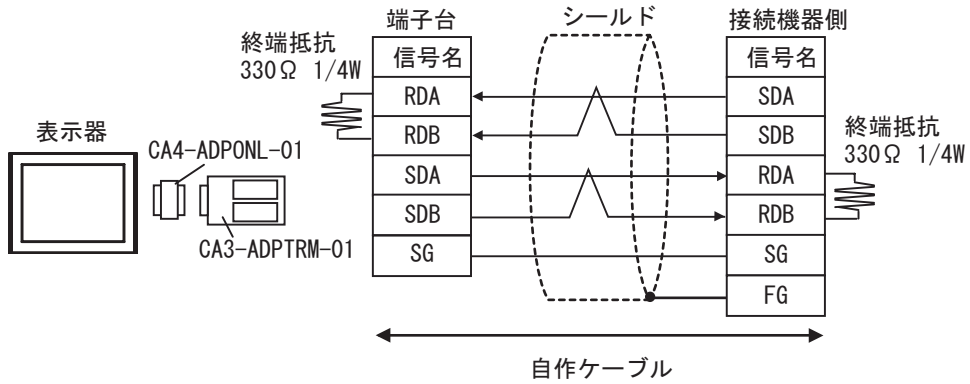 端子台
シールド
接続機器側
終端抵抗
330Ω 1/4W
信号名
信号名
RDA
SDA
表示器
CA4-ADPONL-01
RDB
SDB
終端抵抗
330Ω 1/4W
SDA
RDA
SDB
RDB
CA3-ADPTRM-01
SG
SG
FG
自作ケーブル